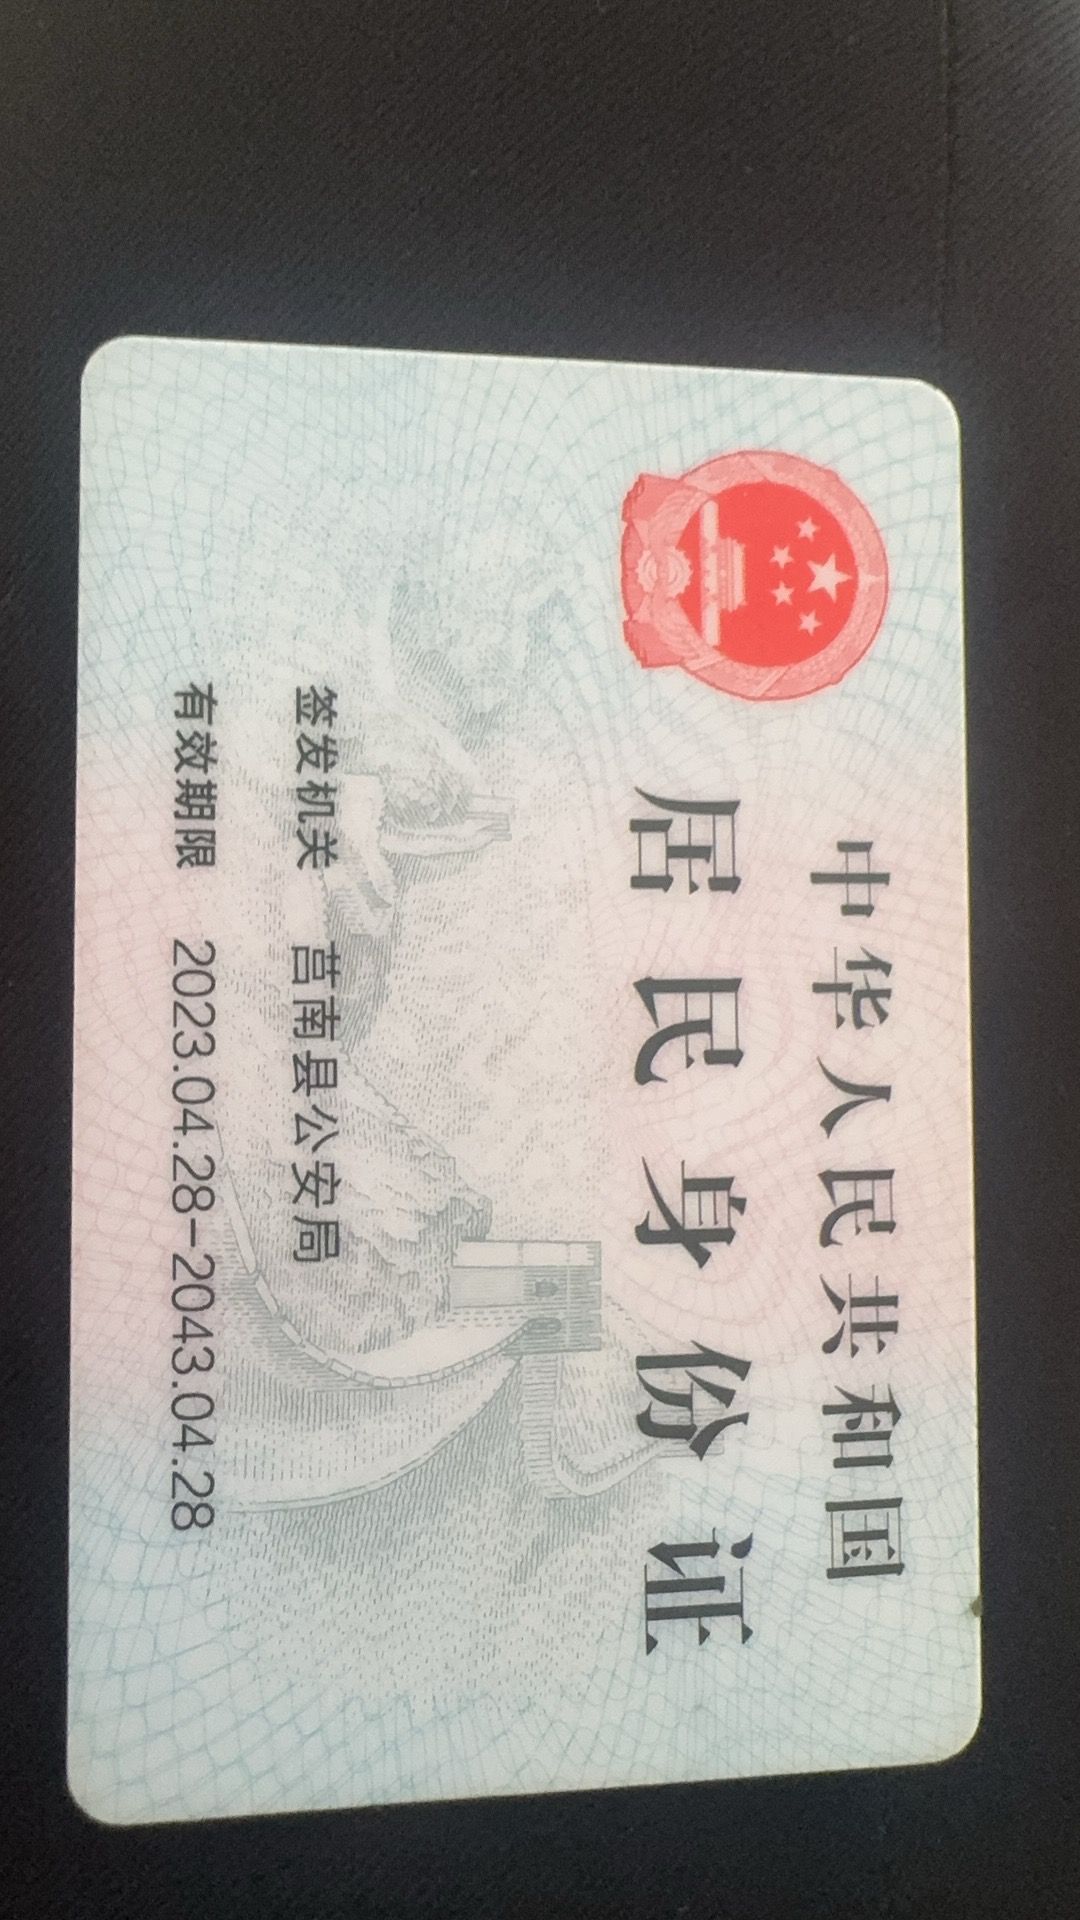 中华人民共和国
居民身份证
签发机关 莒南县公安局
有效期限 2023.04.28-2043.04.28